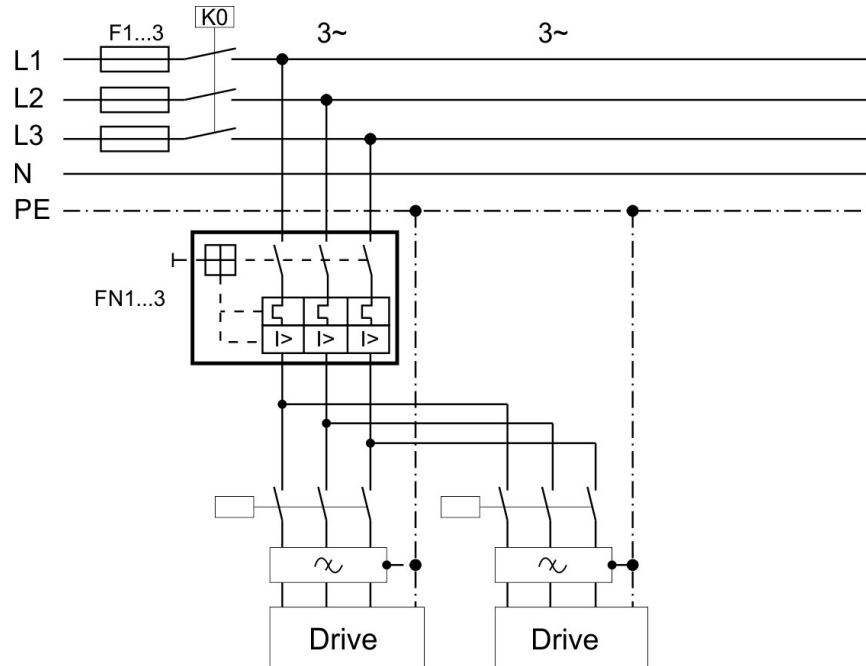 K0
F1...3
3~ 3~
L1
L2
L3
N
PE
FN1...3
I> I> I>
Drive Drive